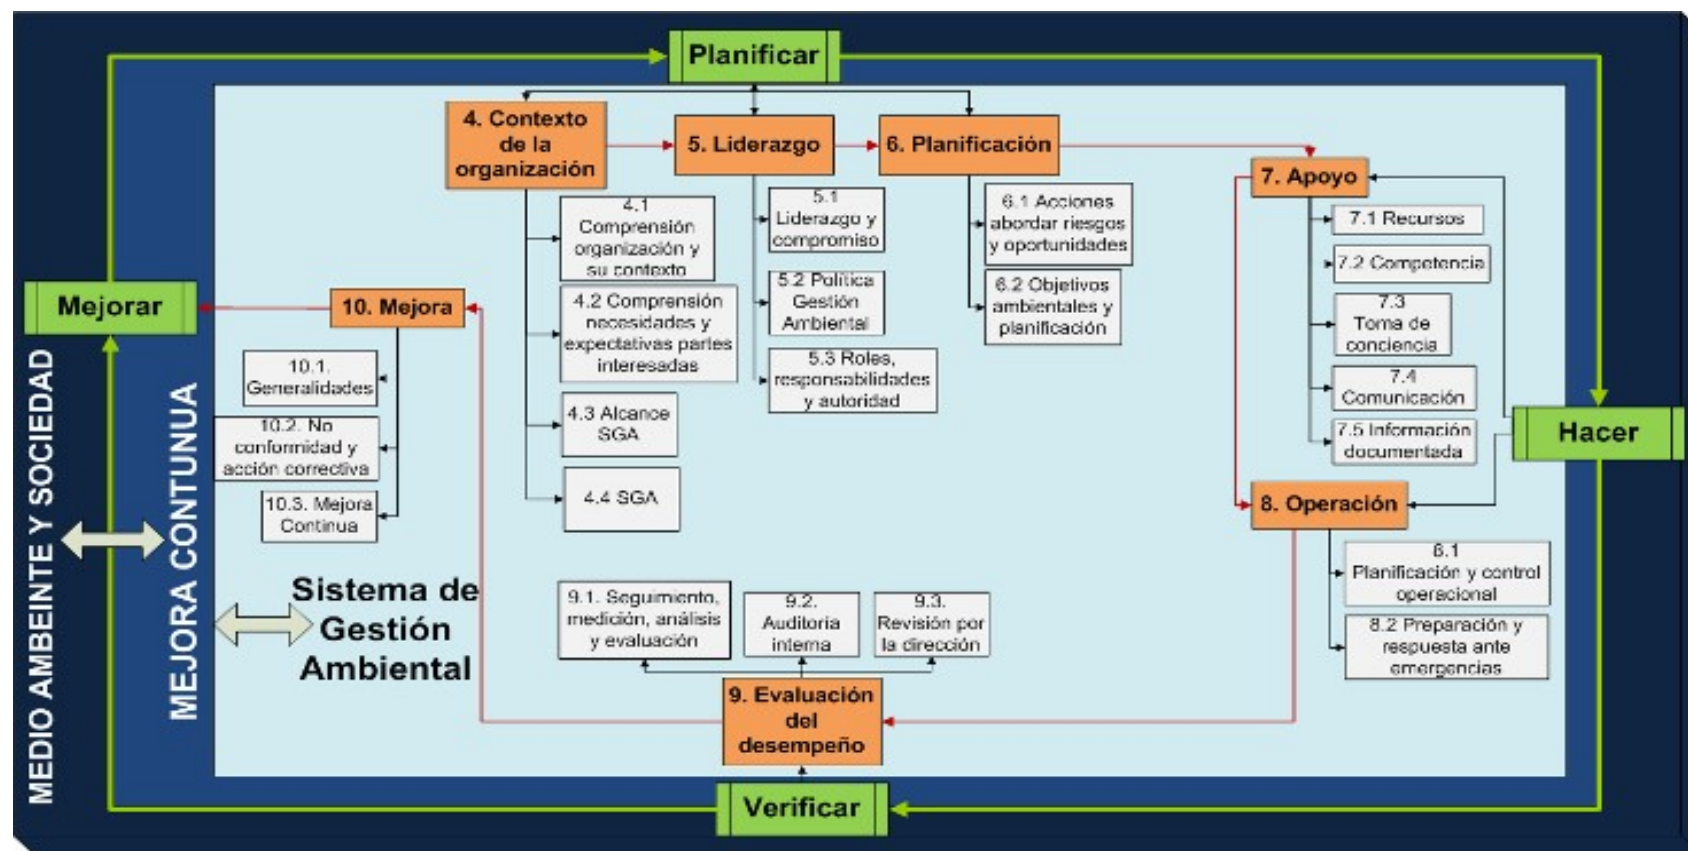 Planificar
4. Contexto
de la
organización
5. Liderazgo
6. Planificación
7. Apoyo
4.1
Comprensión
organización y
su contexto
4.2 Comprensión
necesidades y
expectativas partes
interesadas
4.3 Alcance
SGA
4.4 SGA
5.1
Liderazgo y
compromiso
5.2 Política
Gestión
Ambiental
5.3 Roles,
responsabilidades
y autoridad
6.1 Acciones
abordar riesgos
y oportunidades
6.2 Objetivos
ambientales y
planificación
7.1 Recursos
7.2 Competencia
7.3
Toma de
conciencia
7.4
Comunicación
7.5 Información
documentada
Hacer
8. Operación
8.1
Planificación y control
operacional
8.2 Preparación y
respuesta ante
emergencias
Mejorar
10. Mejora
10.1.
Generalidades
10.2. No
conformidad y
acción correctiva
10.3. Mejora
Continua
MEDIO AMBEINTE Y SOCIEDAD
MEJORA CONTUNUA
Sistema de
Gestión
Ambiental
9.1. Seguimiento,
medición, análisis
y evaluación
9.2.
Auditoria
interna
9.3.
Revisión por
la dirección
9. Evaluación
del
desempeño
Verificar